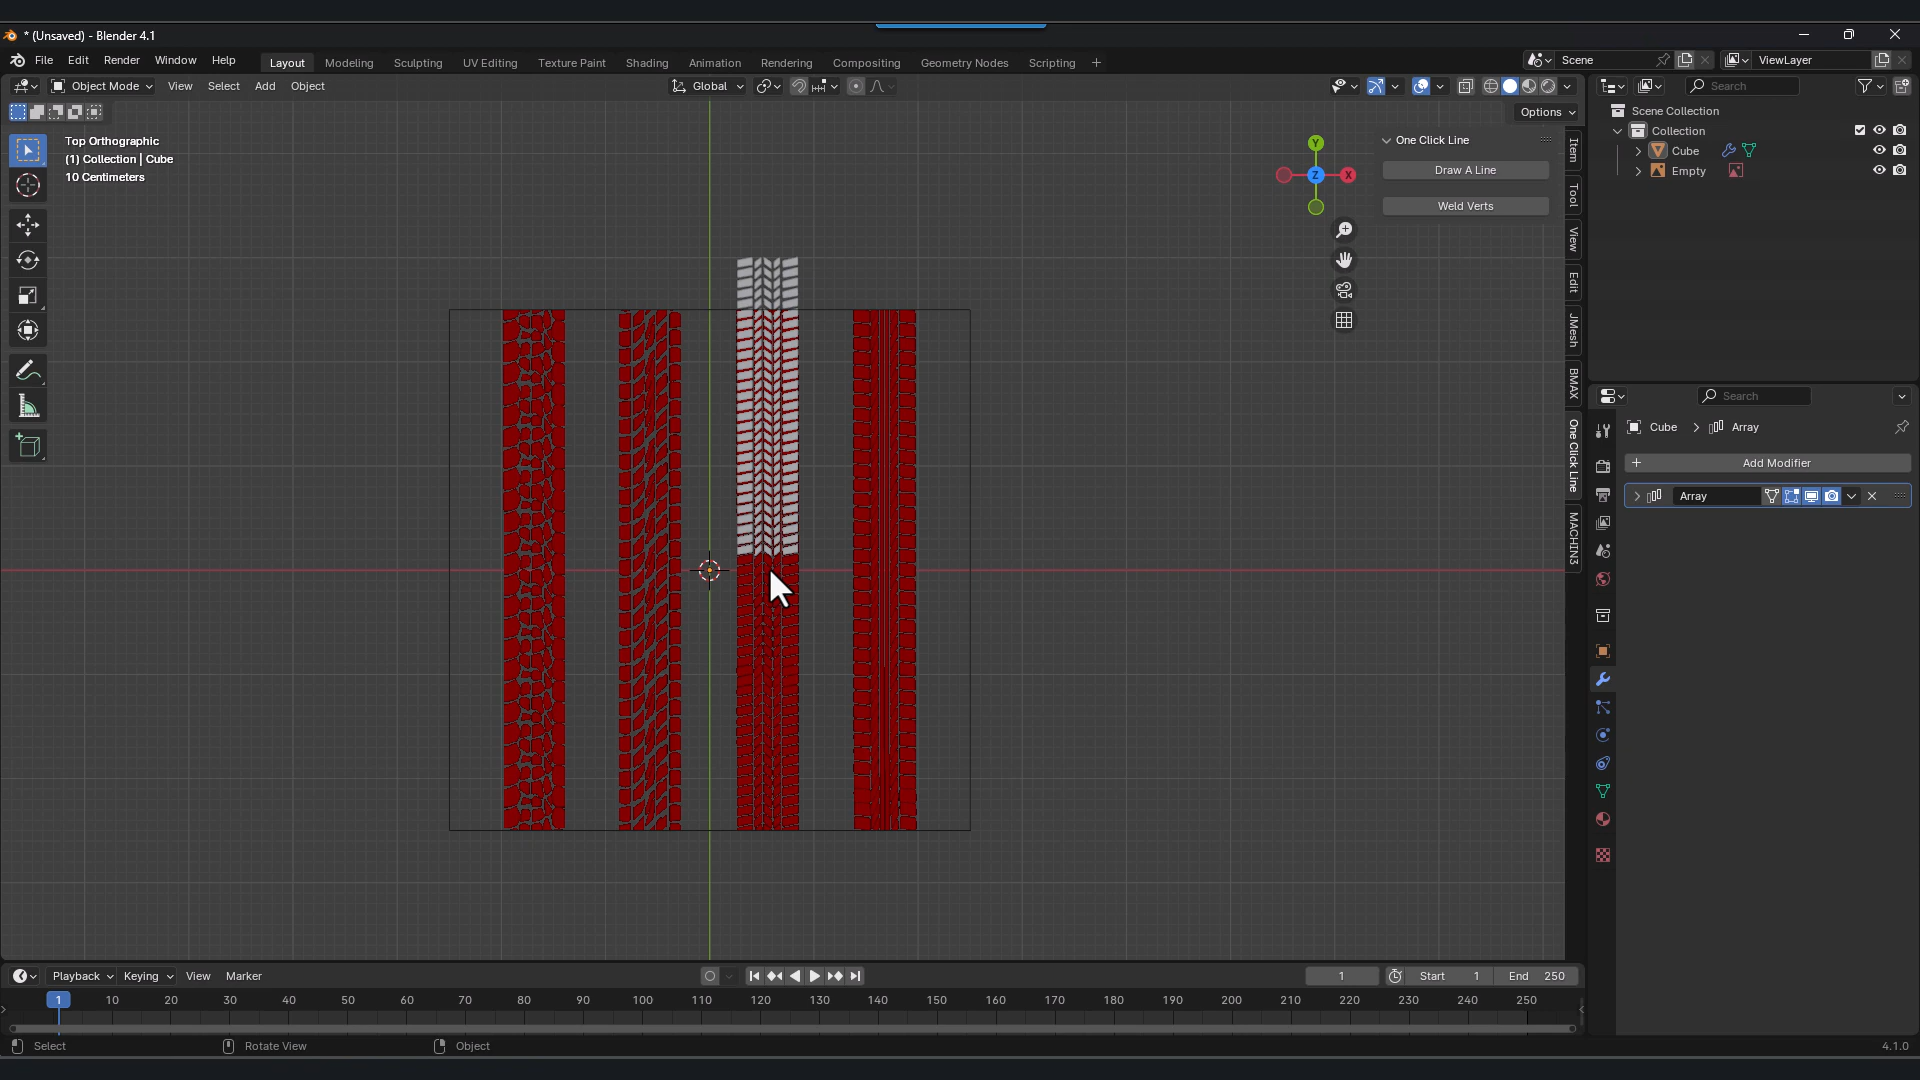 * (Unsaved) - Blender 4.1
File Edit Render Window Help Layout Modeling Sculpting UV Editing Texture Paint Shading Animation Rendering Compositing Geometry Nodes Scripting + Scene ViewLayer
Object Mode View Select Add Object Global Search
Options
Top Orthographic
(1) Collection | Cube
10 Centimeters
Y
X
Z
One Click Line
Draw A Line
Weld Verts
Item
Tool
View
Edit
JMesh
BMAX
One Click Line
MACHIN3
Scene Collection
Collection
Cube
Empty
Search
Cube > Array
+ Add Modifier
Array
Playback Keying View Marker 1 Start 1 End 250
1 10 20 30 40 50 60 70 80 90 100 110 120 130 140 150 160 170 180 190 200 210 220 230 240 250
Select Rotate View Object 4.1.0